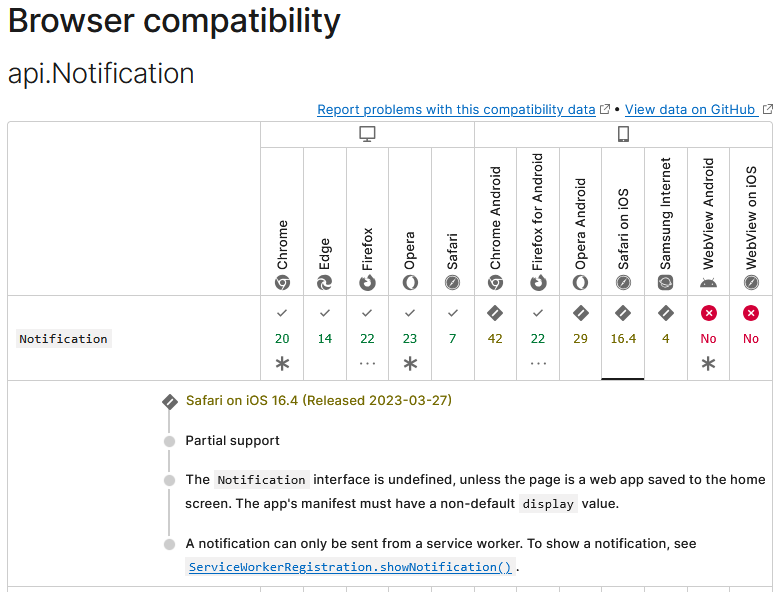 Browser compatibility
api.Notification
Report problems with this compatibility data • View data on GitHub
Chrome
Edge
Firefox
Opera
Safari
Chrome Android
Firefox for Android
Opera Android
Safari on iOS
Samsung Internet
WebView Android
WebView on iOS
Notification
20 14 22 23 7 42 22 29 16.4 4 No No
Safari on iOS 16.4 (Released 2023-03-27)
Partial support
The Notification interface is undefined, unless the page is a web app saved to the home
screen. The app's manifest must have a non-default display value.
A notification can only be sent from a service worker. To show a notification, see
ServiceWorkerRegistration.showNotification().